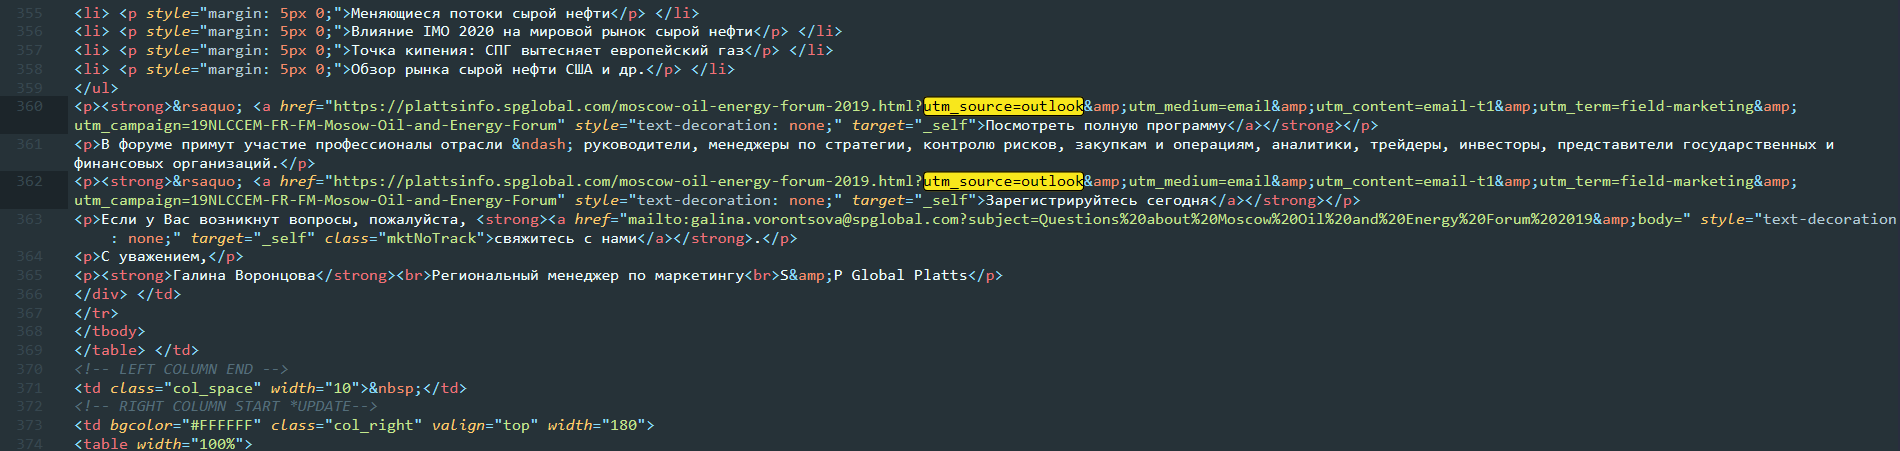 355 <li> <p style="margin: 5px 0;">Меняющиеся потоки сырой нефти</p> </li>
356 <li> <p style="margin: 5px 0;">Влияние IMO 2020 на мировой рынок сырой нефти</p> </li>
357 <li> <p style="margin: 5px 0;">Точка кипения: СПГ вытесняет европейский газ</p> </li>
358 <li> <p style="margin: 5px 0;">Обзор рынка сырой нефти США и др.</p> </li>
359 </ul>
360 <p><strong>&rsaquo; <a href="https://plattsinfo.spglobal.com/moscow-oil-energy-forum-2019.html?utm_source=outlook&amp;utm_medium=email&amp;utm_content=email-t1&amp;utm_term=field-marketing&amp;
utm_campaign=19NLCCEM-FR-FM-Mosow-Oil-and-Energy-Forum" style="text-decoration: none;" target="_self">Посмотреть полную программу</a></strong></p>
361 <p>В форуме примут участие профессионалы отрасли &ndash; руководители, менеджеры по стратегии, контролю рисков, закупкам и операциям, аналитики, трейдеры, инвесторы, представители государственных и
финансовых организаций.</p>
362 <p><strong>&rsaquo; <a href="https://plattsinfo.spglobal.com/moscow-oil-energy-forum-2019.html?utm_source=outlook&amp;utm_medium=email&amp;utm_content=email-t1&amp;utm_term=field-marketing&amp;
utm_campaign=19NLCCEM-FR-FM-Mosow-Oil-and-Energy-Forum" style="text-decoration: none;" target="_self">Зарегистрируйтесь сегодня</a></strong></p>
363 <p>Если у Вас возникнут вопросы, пожалуйста, <strong><a href="mailto:galina.vorontsova@spglobal.com?subject=Questions%20about%20Moscow%20Oil%20and%20Energy%20Forum%202019&amp;body=" style="text-decoration
: none;" target="_self" class="mktNoTrack">свяжитесь с нами</a></strong>.</p>
364 <p>С уважением,</p>
365 <p><strong>Галина Воронцова</strong><br>Региональный менеджер по маркетингу<br>S&amp;P Global Platts</p>
366 </div> </td>
367 </tr>
368 </tbody>
369 </table> </td>
370 <!-- LEFT COLUMN END -->
371 <td class="col_space" width="10">&nbsp;</td>
372 <!-- RIGHT COLUMN START *UPDATE-->
373 <td bgcolor="#FFFFFF" class="col_right" valign="top" width="180">
374 <table width="100%">